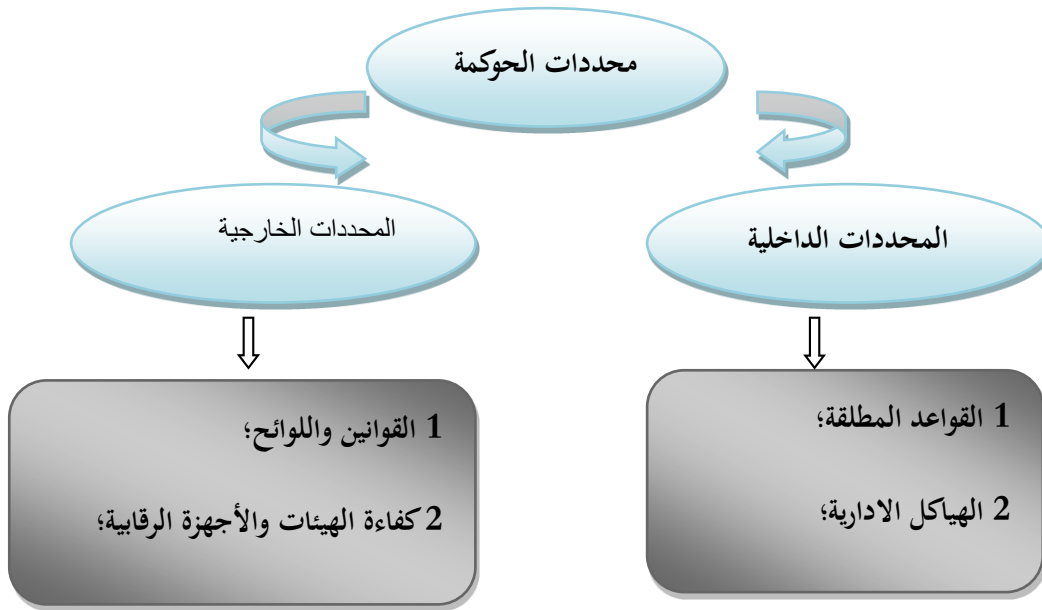 محددات الحوكمة
المحددات الداخلية
المحددات الخارجية
1 القواعد المطلقة؛
2 الهياكل الادارية؛
1 القوانين واللوائح؛
2 كفاءة الهيئات والأجهزة الرقابية؛